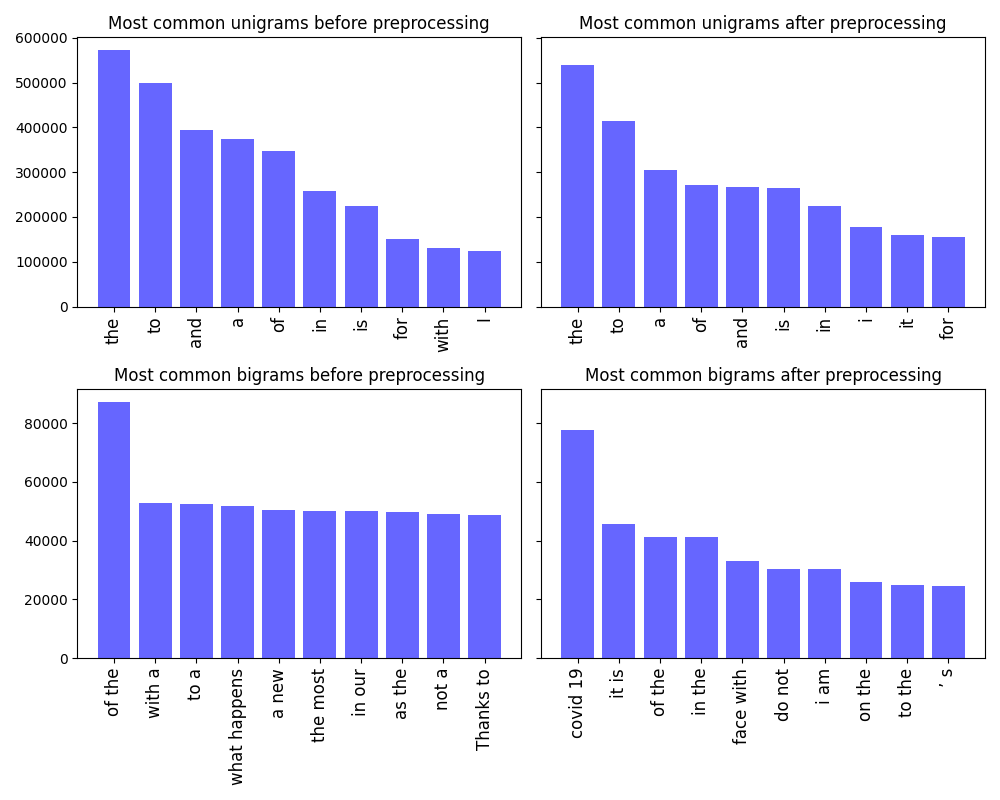 Most common unigrams before preprocessing
600000
500000
400000
300000
200000
100000
0
the
to
and
a
of
in
is
for
with
I
Most common unigrams after preprocessing
the
to
a
of
and
is
in
i
it
for
Most common bigrams before preprocessing
80000
60000
40000
20000
0
of the
with a
to a
what happens
a new
the most
in our
as the
not a
Thanks to
Most common bigrams after preprocessing
covid 19
it is
of the
in the
face with
do not
i am
on the
to the
’ s